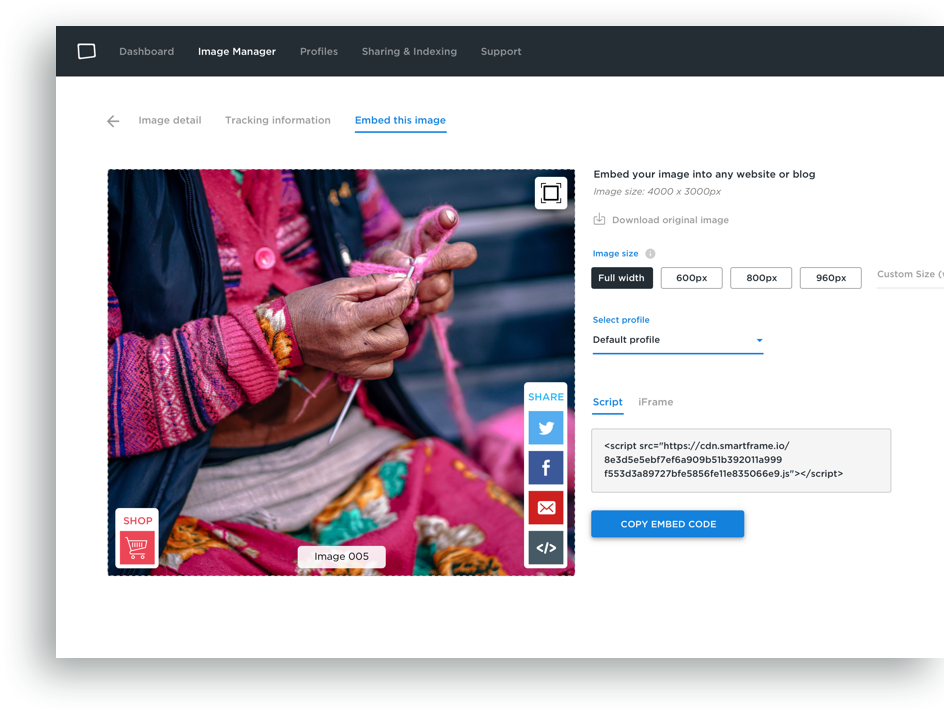 Dashboard Image Manager Profiles Sharing & Indexing Support
Image detail Tracking information Embed this image
Embed your image into any website or blog
Image size: 4000 x 3000px
Download original image
Image size i
Full width 600px 800px 960px Custom Size (
Select profile
Default profile
SHARE
Script iFrame
<script src="https://cdn.smartframe.io/
8e3d5e5ebf7ef6a909b51b392011a999
f553d3a89727bfe5856fe11e835066e9.js"></script>
SHOP
COPY EMBED CODE
</>
Image 005